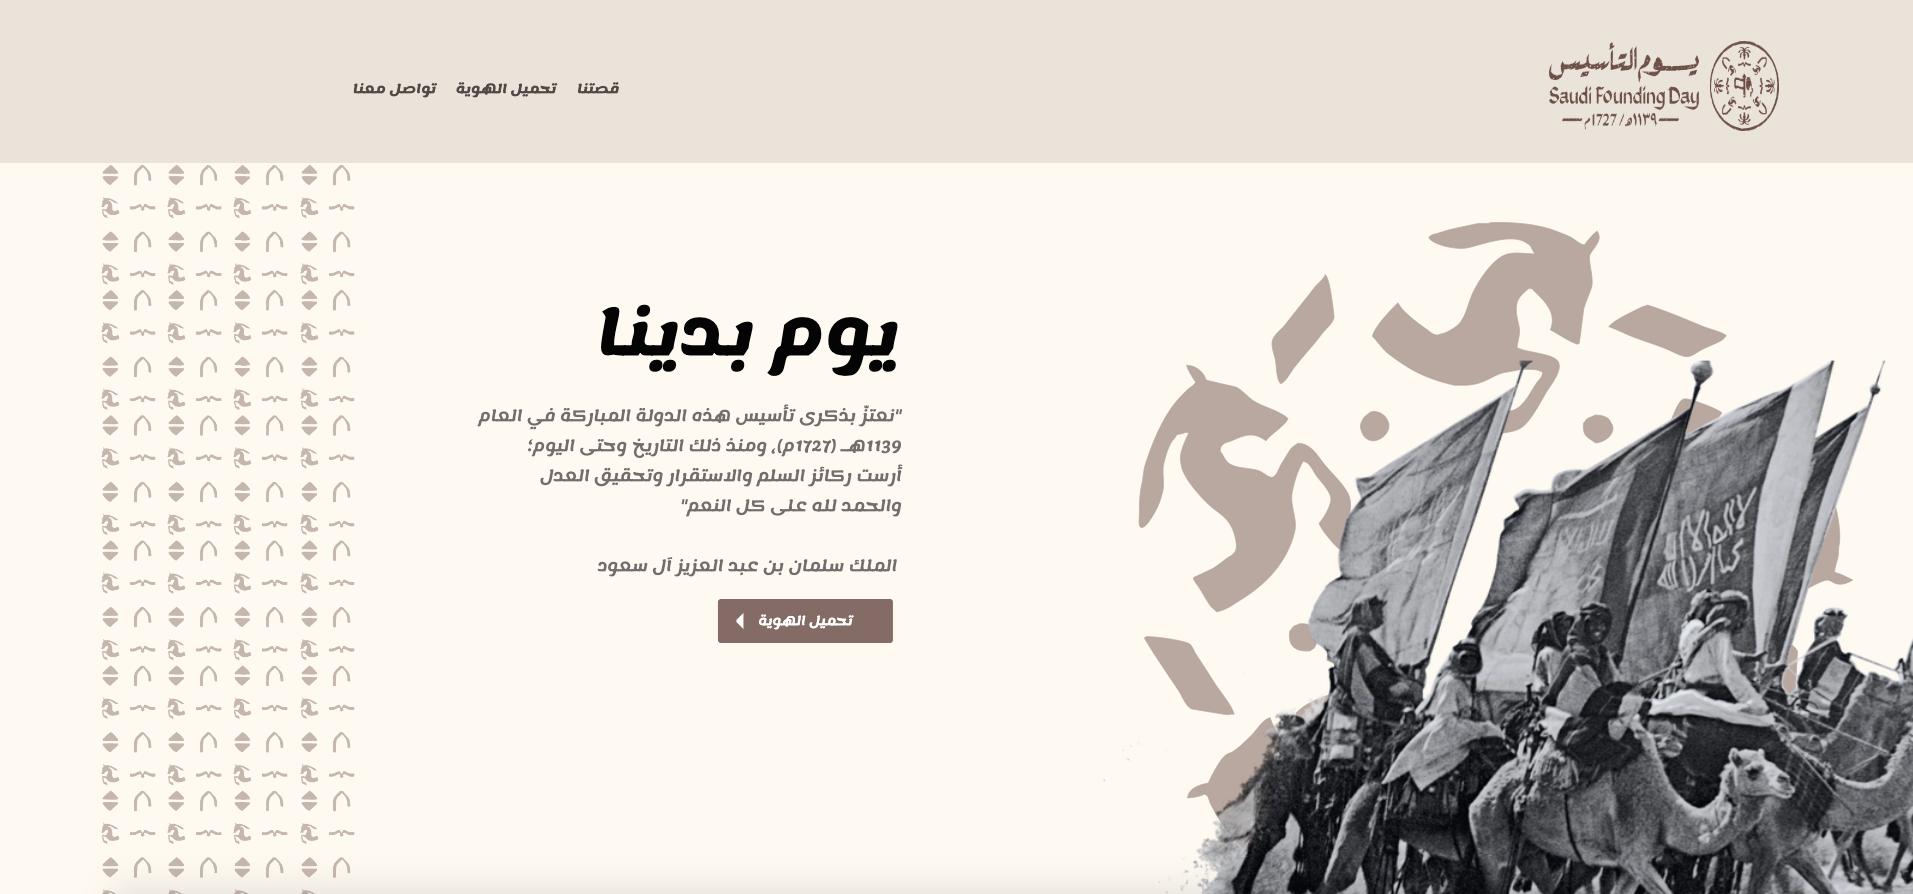 يوم التأسيس
Saudi Founding Day
١١٣٩هـ/ 1727م
قصتنا
تحميل الهوية
تواصل معنا
يوم بدينا
"نعتزّ بذكرى تأسيس هذه الدولة المباركة في العام
1139هـ (1727م)، ومنذ ذلك التاريخ وحتى اليوم؛
أرست ركائز السلم والاستقرار وتحقيق العدل
والحمد لله على كل النعم"
الملك سلمان بن عبد العزيز آل سعود
تحميل الهوية